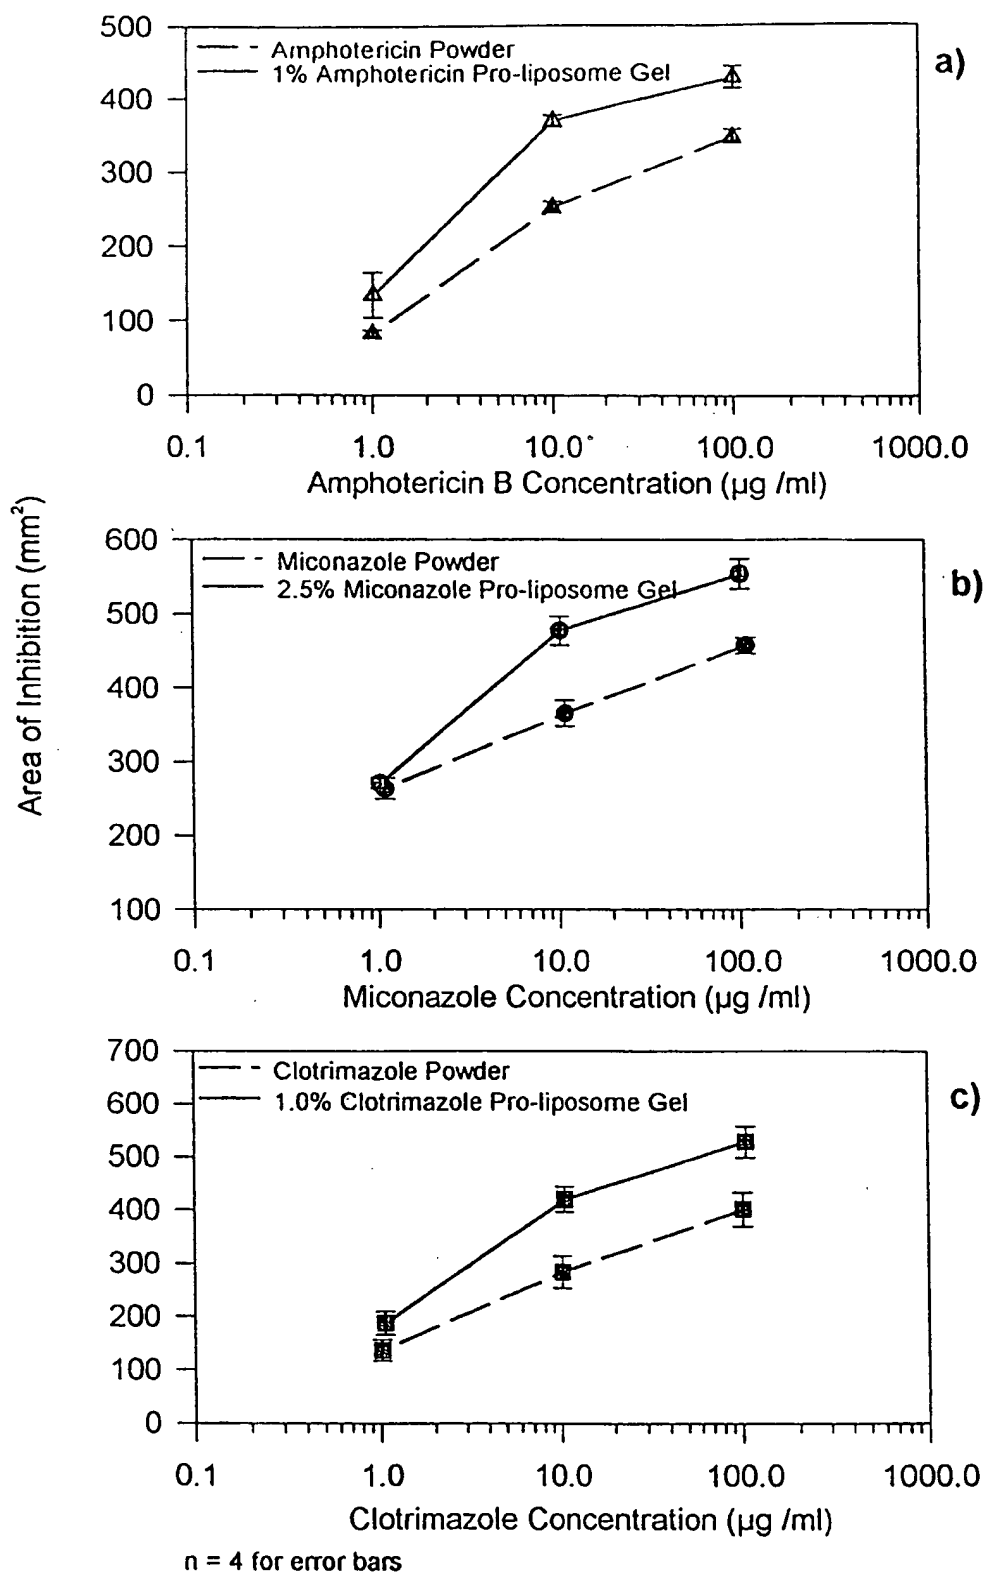 500
Amphotericin Powder
1% Amphotericin Pro-liposome Gel
a)
400
300
200
100
0
0.1 1.0 10.0 100.0 1000.0
Amphotericin B Concentration (µg /ml)
Area of Inhibition (mm²)
600
Miconazole Powder
2.5% Miconazole Pro-liposome Gel
b)
500
400
300
200
100
0.1 1.0 10.0 100.0 1000.0
Miconazole Concentration (µg /ml)
700
Clotrimazole Powder
1.0% Clotrimazole Pro-liposome Gel
c)
600
500
400
300
200
100
0
0.1 1.0 10.0 100.0 1000.0
Clotrimazole Concentration (µg /ml)
n = 4 for error bars